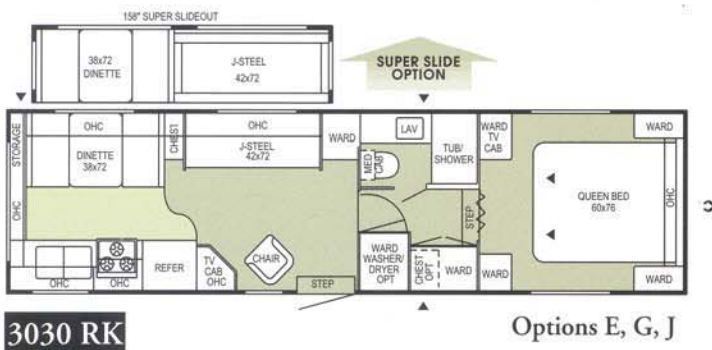 158" SUPER SLIDEOUT
38x72
DINETTE
J-STEEL
42x72
SUPER SLIDE
OPTION
STORAGE
OHC
OHC
DINETTE
38x72
CHEST
OHC
J-STEEL
42x72
WARD
LAV
MED
CAB
TUB/
SHOWER
WARD
TV
CAB
WARD
QUEEN BED
60x76
OHC
STEP
OHC
OHC
REFER
TV
CAB
OHC
CHAIR
STEP
WARD
WASHER/
DRYER
OPT
CHEST
OPT
WARD
WARD
WARD
3030 RK
Options E, G, J